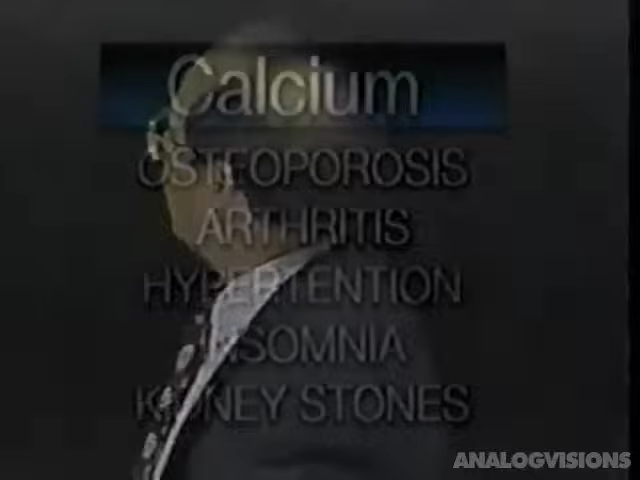 Calcium
OSTEOPOROSIS
ARTHRITIS
HYPERTENTION
INSOMNIA
KIDNEY STONES
ANALOGVISIONS